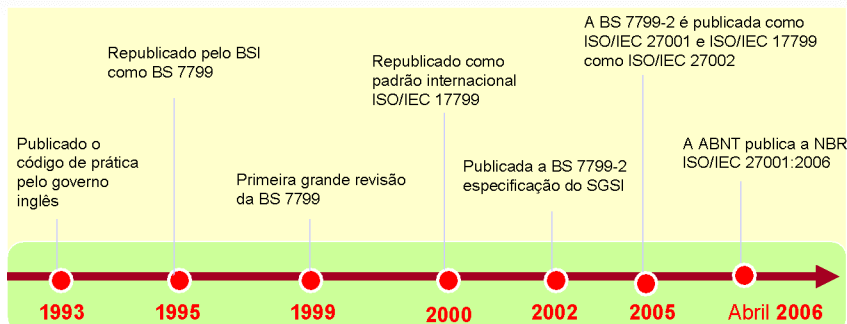 Publicado o
código de prática
pelo governo
inglês
Republicado pelo BSI
como BS 7799
Primeira grande revisão
da BS 7799
Republicado como
padrão internacional
ISO/IEC 17799
Publicada a BS 7799-2
especificação do SGSI
A BS 7799-2 é publicada como
ISO/IEC 27001 e ISO/IEC 17799
como ISO/IEC 27002
A ABNT publica a NBR
ISO/IEC 27001:2006
1993
1995
1999
2000
2002
2005
Abril 2006